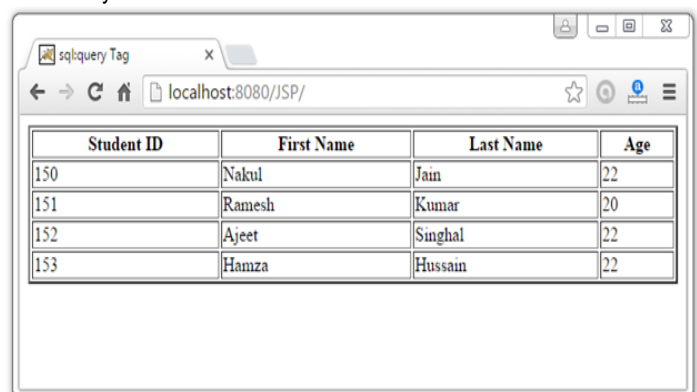 sql:query Tag
localhost:8080/JSP/
Student ID First Name Last Name Age
150 Nakul Jain 22
151 Ramesh Kumar 20
152 Ajeet Singhal 22
153 Hamza Hussain 22